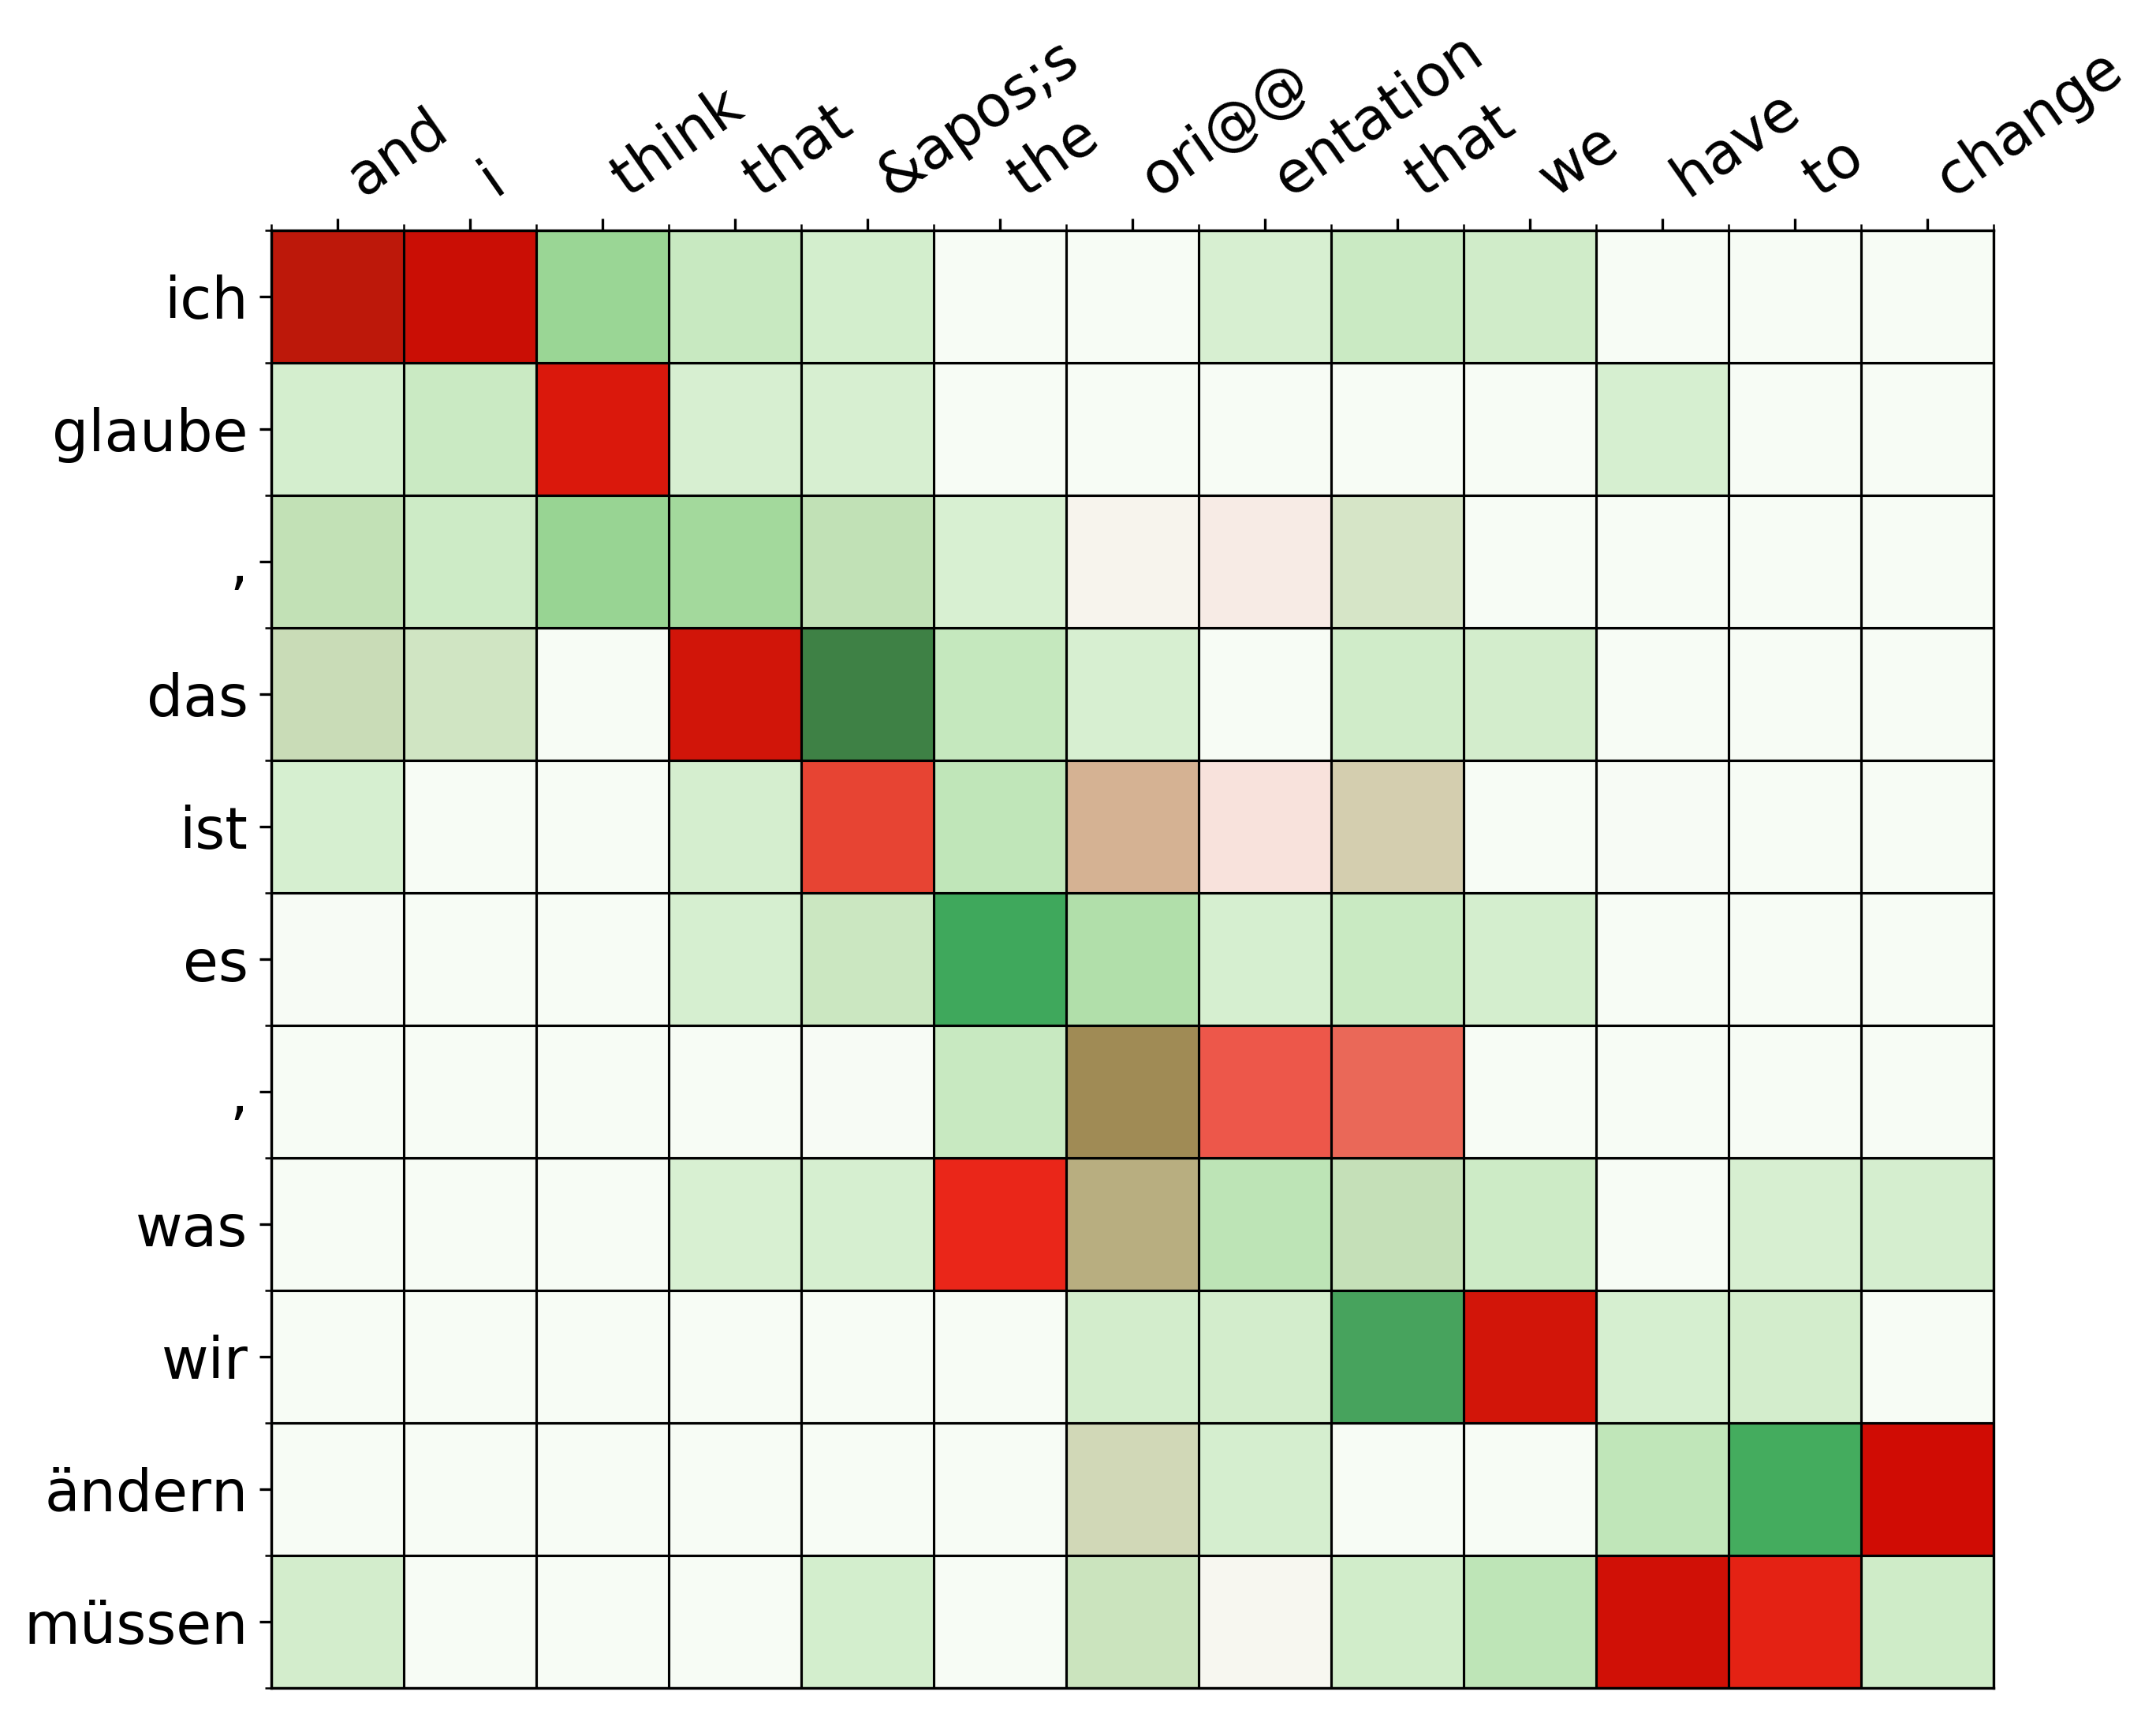 and i think that &apos;s the ori@@ entation that we have to change
ich
glaube
,
das
ist
es
,
was
wir
ändern
müssen